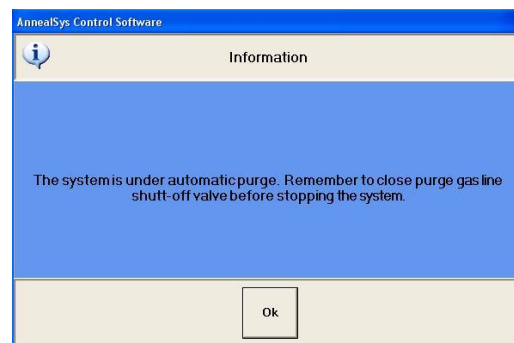 AnnealSys Control Software
Information
The system is under automatic purge. Remember to close purge gas line
shutt-off valve before stopping the system.
Ok